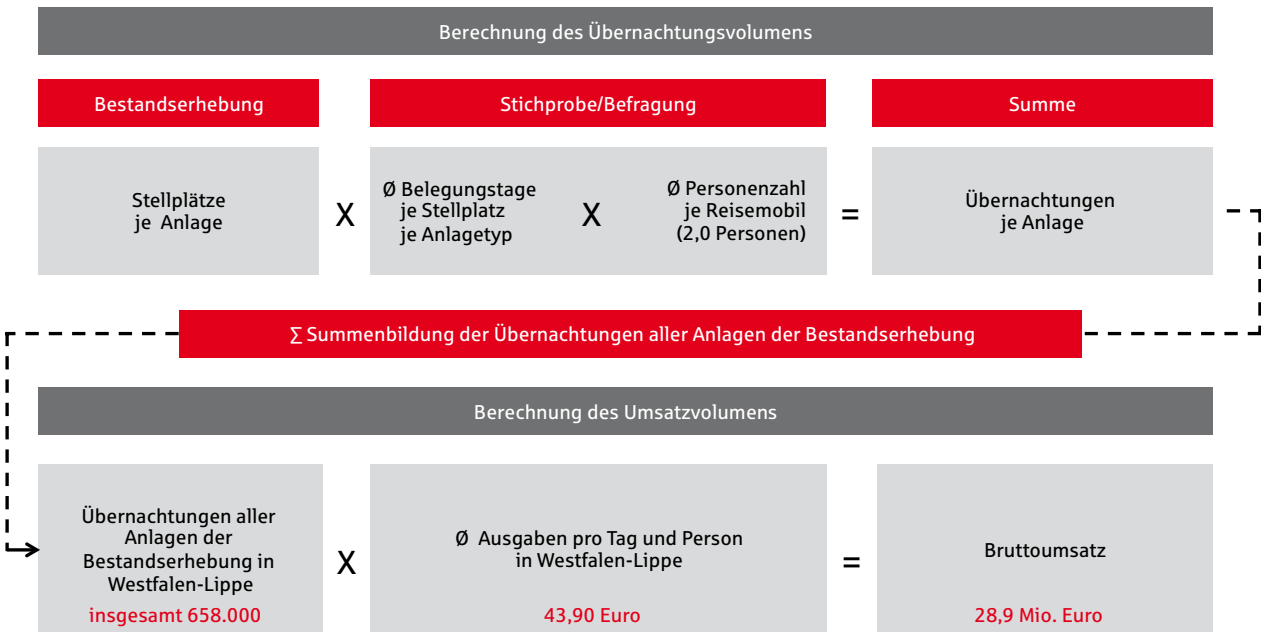 Berechnung des Übernachtungsvolumens
Bestandserhebung
Stichprobe/Befragung
Summe
Stellplätze
je Anlage
X
Ø Belegungstage
je Stellplatz
je Anlagetyp
X
Ø Personenzahl
je Reisemobil
(2,0 Personen)
=
Übernachtungen
je Anlage
∑ Summenbildung der Übernachtungen aller Anlagen der Bestandserhebung
Berechnung des Umsatzvolumens
Übernachtungen aller
Anlagen der
Bestandserhebung in
Westfalen-Lippe
insgesamt 658.000
X
Ø Ausgaben pro Tag und Person
in Westfalen-Lippe
43,90 Euro
=
Bruttoumsatz
28,9 Mio. Euro